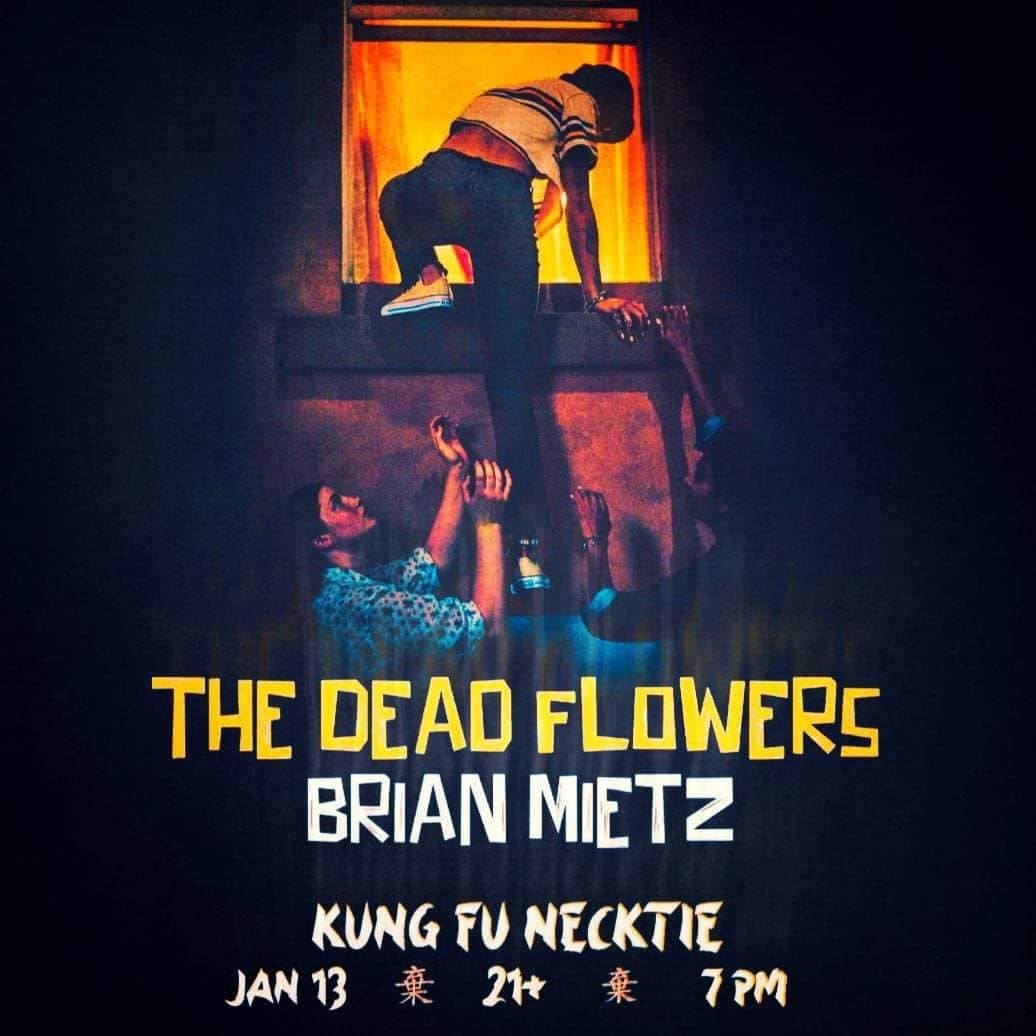 THE DEAD FLOWERS
BRIAN MIETZ
KUNG FU NECKTIE
JAN 13 棄 21+ 棄 7 PM